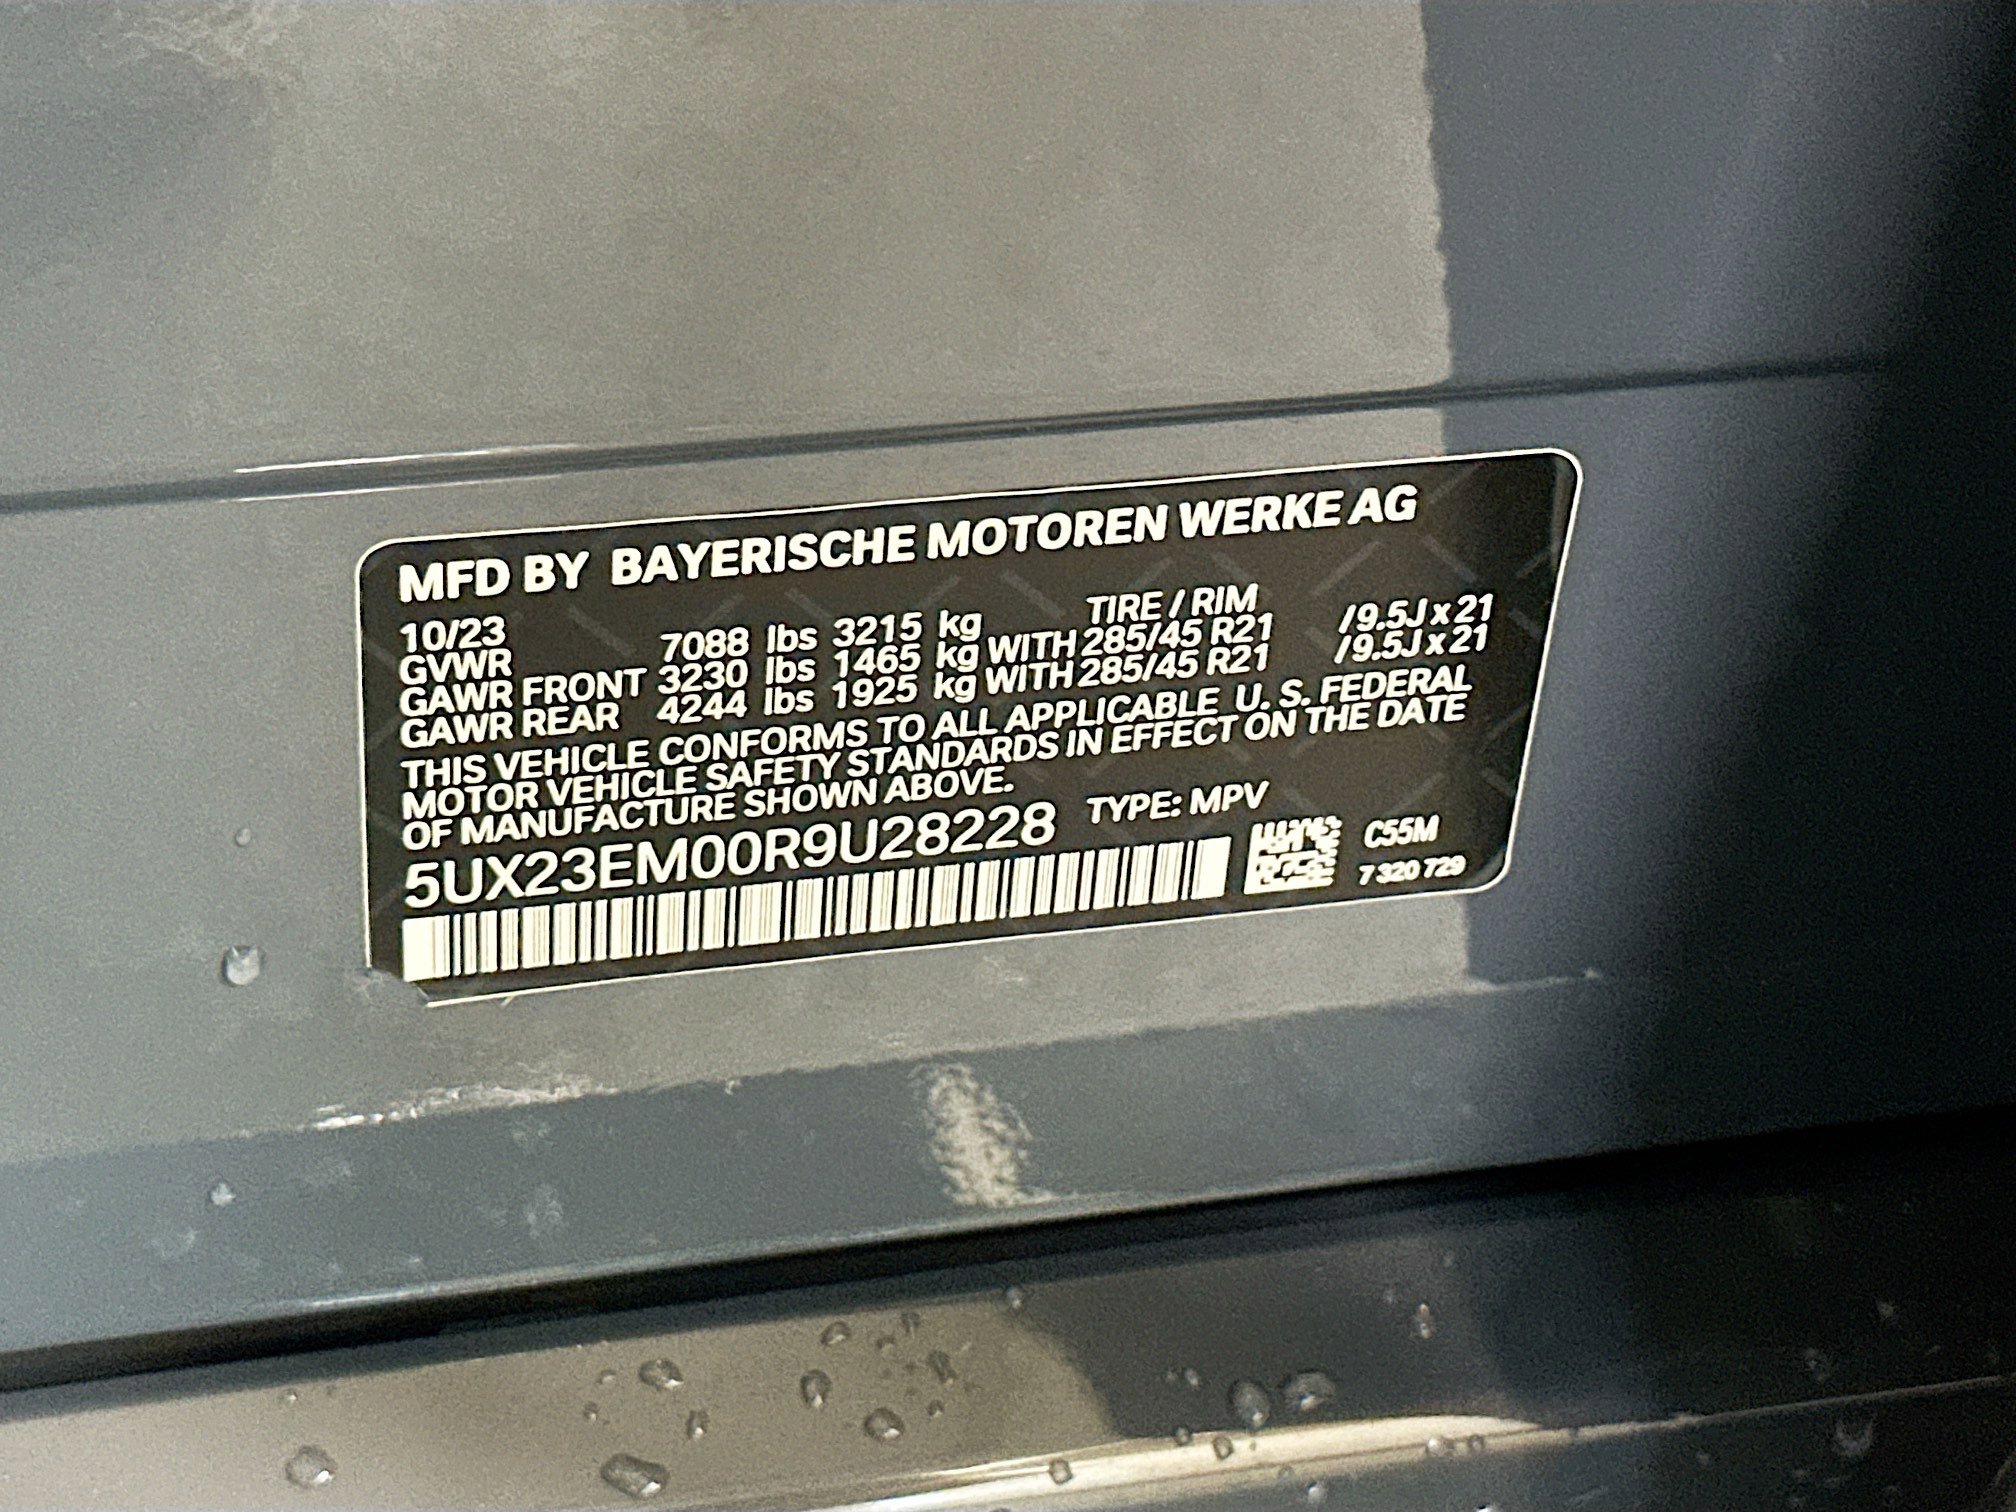 MFD BY BAYERISCHE MOTOREN WERKE AG
10/23 TIRE / RIM
GVWR 7088 lbs 3215 kg
GAWR FRONT 3230 lbs 1465 kg WITH 285/45 R21 /9.5J x 21
GAWR REAR 4244 lbs 1925 kg WITH 285/45 R21 /9.5J x 21
THIS VEHICLE CONFORMS TO ALL APPLICABLE U. S. FEDERAL
MOTOR VEHICLE SAFETY STANDARDS IN EFFECT ON THE DATE
OF MANUFACTURE SHOWN ABOVE.
5UX23EM00R9U28228 TYPE: MPV
C55M
7 320 729